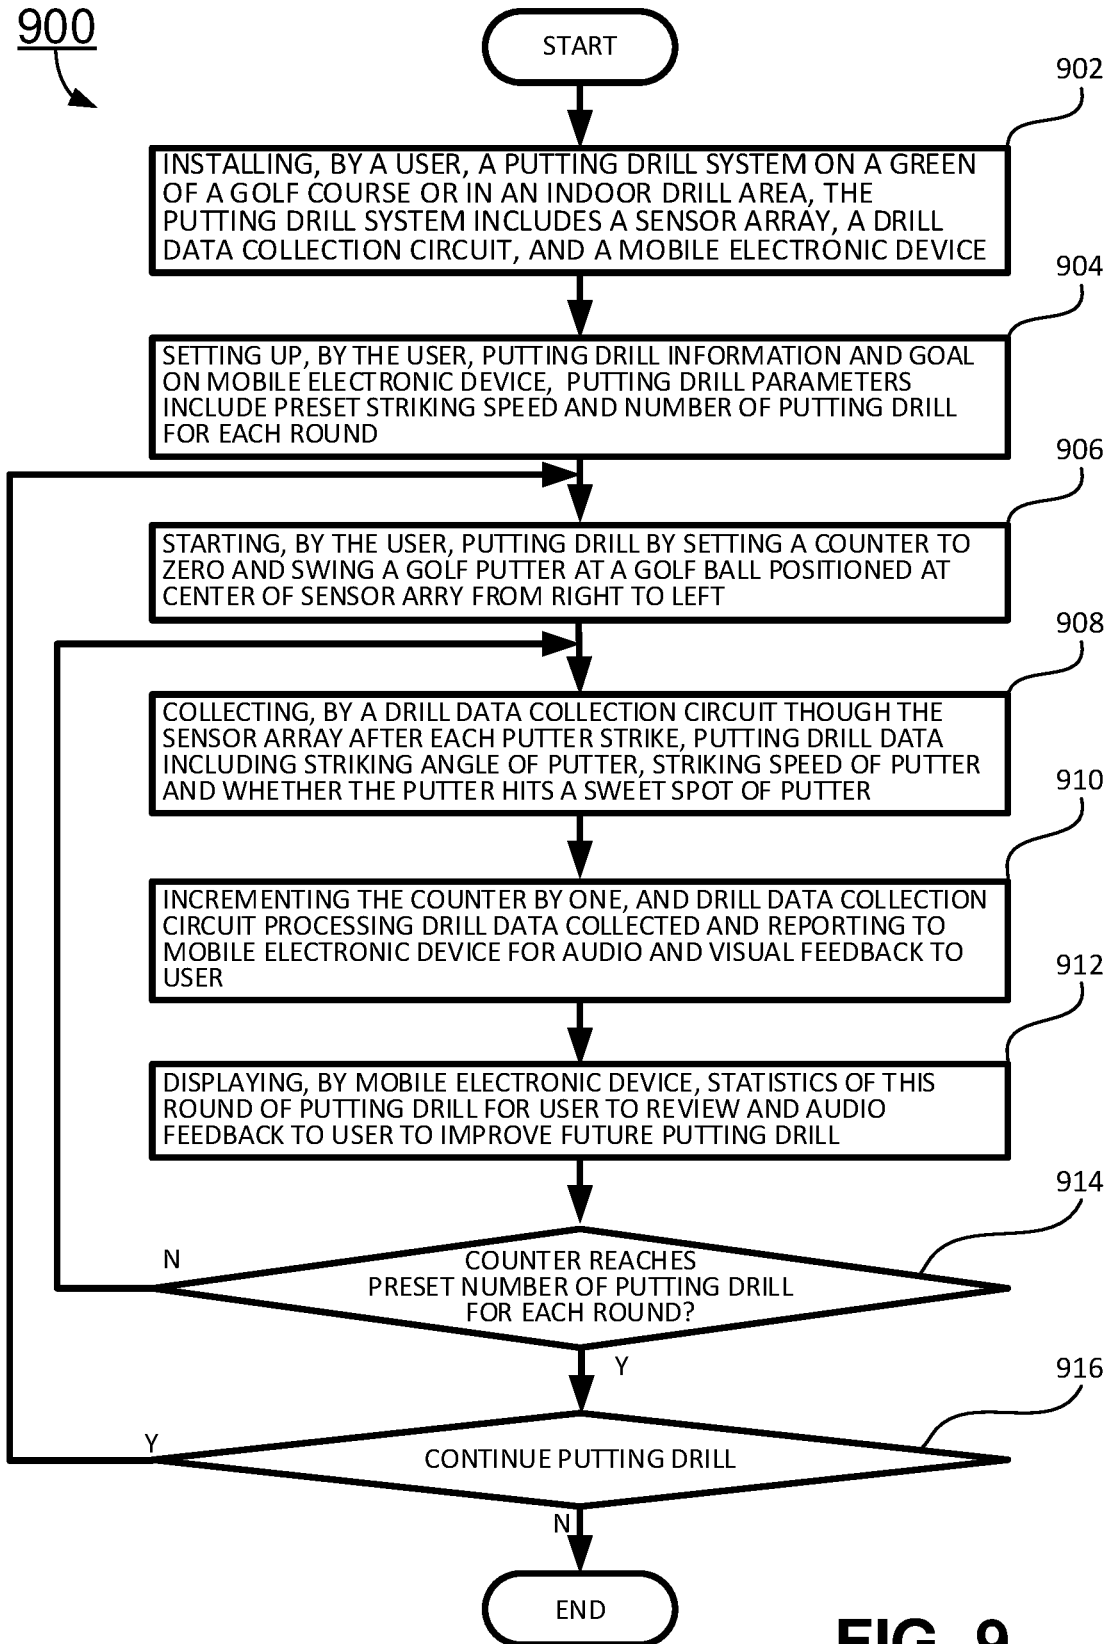 900
START
902
INSTALLING, BY A USER, A PUTTING DRILL SYSTEM ON A GREEN
OF A GOLF COURSE OR IN AN INDOOR DRILL AREA, THE
PUTTING DRILL SYSTEM INCLUDES A SENSOR ARRAY, A DRILL
DATA COLLECTION CIRCUIT, AND A MOBILE ELECTRONIC DEVICE
904
SETTING UP, BY THE USER, PUTTING DRILL INFORMATION AND GOAL
ON MOBILE ELECTRONIC DEVICE, PUTTING DRILL PARAMETERS
INCLUDE PRESET STRIKING SPEED AND NUMBER OF PUTTING DRILL
FOR EACH ROUND
906
STARTING, BY THE USER, PUTTING DRILL BY SETTING A COUNTER TO
ZERO AND SWING A GOLF PUTTER AT A GOLF BALL POSITIONED AT
CENTER OF SENSOR ARRY FROM RIGHT TO LEFT
908
COLLECTING, BY A DRILL DATA COLLECTION CIRCUIT THOUGH THE
SENSOR ARRAY AFTER EACH PUTTER STRIKE, PUTTING DRILL DATA
INCLUDING STRIKING ANGLE OF PUTTER, STRIKING SPEED OF PUTTER
AND WHETHER THE PUTTER HITS A SWEET SPOT OF PUTTER
910
INCREMENTING THE COUNTER BY ONE, AND DRILL DATA COLLECTION
CIRCUIT PROCESSING DRILL DATA COLLECTED AND REPORTING TO
MOBILE ELECTRONIC DEVICE FOR AUDIO AND VISUAL FEEDBACK TO
USER
912
DISPLAYING, BY MOBILE ELECTRONIC DEVICE, STATISTICS OF THIS
ROUND OF PUTTING DRILL FOR USER TO REVIEW AND AUDIO
FEEDBACK TO USER TO IMPROVE FUTURE PUTTING DRILL
914
N
COUNTER REACHES
PRESET NUMBER OF PUTTING DRILL
FOR EACH ROUND?
Y
916
Y
CONTINUE PUTTING DRILL
N
END
FIG. 9